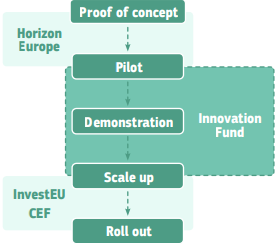 Proof of concept
Horizon
Europe
Pilot
Demonstration
Innovation
Fund
Scale up
InvestEU
CEF
Roll out